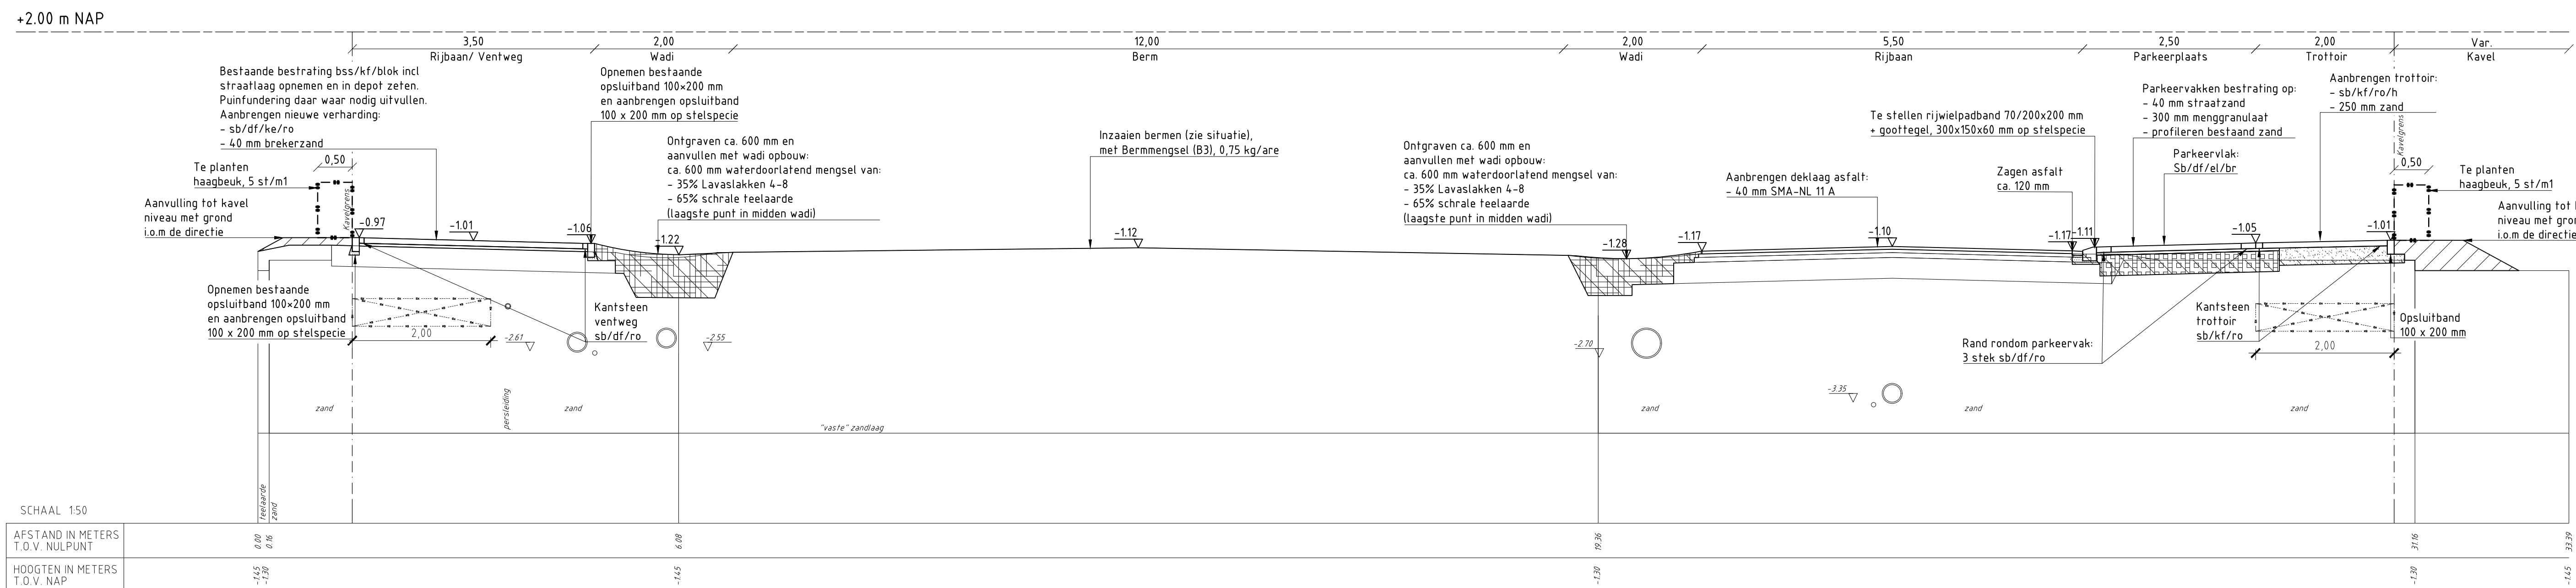 +2.00 m NAP
3,50
Rijbaan/ Ventweg
2,00
Wadi
12,00
Berm
2,00
Wadi
5,50
Rijbaan
2,50
Parkeerplaats
2,00
Trottoir
Var.
Kavel
Bestaande bestrating bss/kf/blok incl
straatlaag opnemen en in depot zeten.
Puinfundering daar waar nodig uitvullen.
Aanbrengen nieuwe verharding:
- sb/df/ke/ro
- 40 mm brekerzand
Opnemen bestaande
opsluitband 100x200 mm
en aanbrengen opsluitband
100 x 200 mm op stelspecie
Ontgraven ca. 600 mm en
aanvullen met wadi opbouw:
ca. 600 mm waterdoorlatend mengsel van:
- 35% Lavaslakken 4-8
- 65% schrale teelaarde
(laagste punt in midden wadi)
Inzaaien bermen (zie situatie),
met Bermmengsel (B3), 0,75 kg/are
Ontgraven ca. 600 mm en
aanvullen met wadi opbouw:
ca. 600 mm waterdoorlatend mengsel van:
- 35% Lavaslakken 4-8
- 65% schrale teelaarde
(laagste punt in midden wadi)
Aanbrengen deklaag asfalt:
- 40 mm SMA-NL 11 A
Te stellen rijwielpadband 70/200x200 mm
+ goottegel, 300x150x60 mm op stelspecie
Zagen asfalt
ca. 120 mm
Parkeervakken bestrating op:
- 40 mm straatzand
- 300 mm menggranulaat
- profileren bestaand zand
Parkeervlak:
Sb/df/el/br
Aanbrengen trottoir:
- sb/kf/ro/h
- 250 mm zand
Kavelgrens
0,50
Te planten
haagbeuk, 5 st/m1
Aanvulling tot
niveau met gron
i.o.m de directie
0,50
Te planten
haagbeuk, 5 st/m1
Kavelgrens
Aanvulling tot kavel
niveau met grond
i.o.m de directie
-0.97
-1.01
-1.06
-1.22
-1.12
-1.28
-1.17
-1.10
-1.17
-1.11
-1.05
-1.01
Opnemen bestaande
opsluitband 100x200 mm
en aanbrengen opsluitband
100 x 200 mm op stelspecie
2,00
Kantsteen
ventweg
sb/df/ro
-2.61
-2.55
-2.70
-3.35
Rand rondom parkeervak:
3 stek sb/df/ro
Kantsteen
trottoir
sb/kf/ro
2,00
Opsluitband
100 x 200 mm
zand
persleiding
zand
"vaste" zandlaag
zand
zand
zand
teelaarde
zand
SCHAAL 1:50
AFSTAND IN METERS
T.O.V. NULPUNT
0.00
0.16
6.08
19.36
31.16
33.39
HOOGTEN IN METERS
T.O.V. NAP
-1.45
-1.30
-1.45
-1.30
-1.30
-1.45